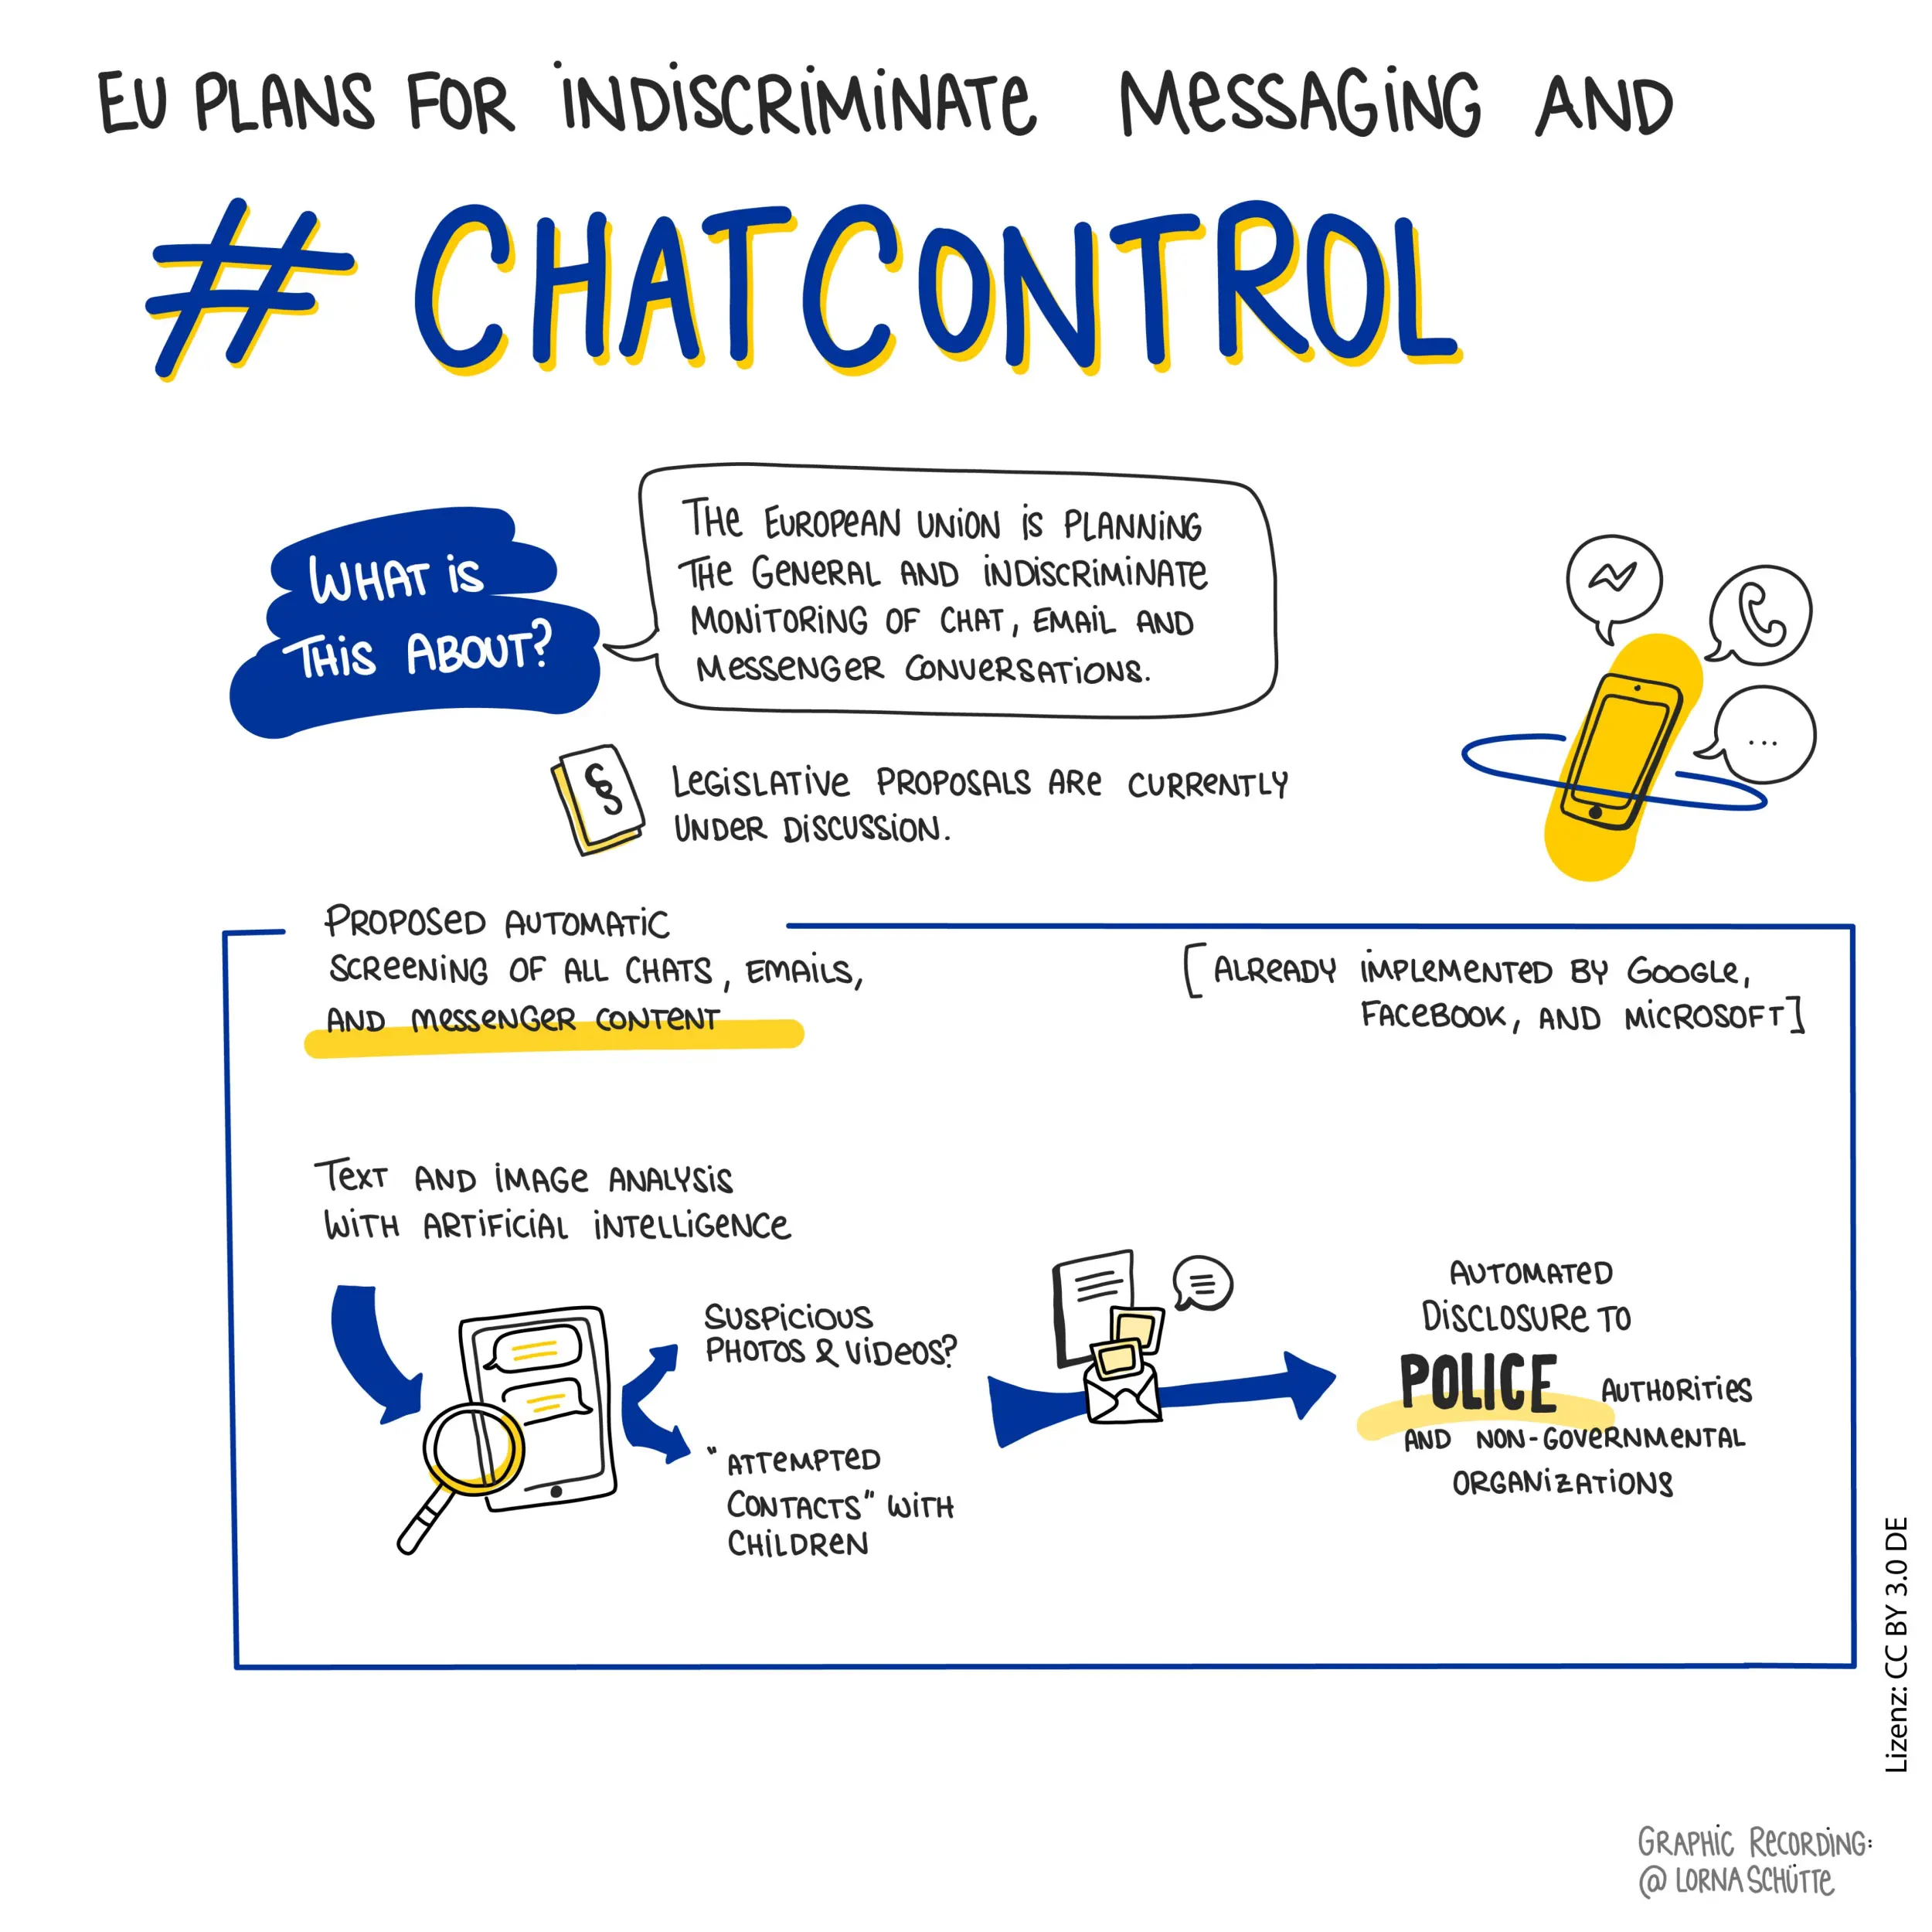 EU PLANS FOR INDISCRIMINATE MESSAGING AND
# CHATCONTROL
WHAT IS
THIS ABOUT?
THE EUROPEAN UNION IS PLANNING
THE GENERAL AND INDISCRIMINATE
MONITORING OF CHAT, EMAIL AND
MESSENGER CONVERSATIONS.
§
LEGISLATIVE PROPOSALS ARE CURRENTLY
UNDER DISCUSSION.
...
PROPOSED AUTOMATIC
SCREENING OF ALL CHATS, EMAILS,
AND MESSENGER CONTENT
[ALREADY IMPLEMENTED BY GOOGLE,
FACEBOOK, AND MICROSOFT]
TEXT AND IMAGE ANALYSIS
WITH ARTIFICIAL INTELLIGENCE
SUSPICIOUS
PHOTOS & VIDEOS?
"ATTEMPTED
CONTACTS" WITH
CHILDREN
AUTOMATED
DISCLOSURE TO
POLICE AUTHORITIES
AND NON-GOVERNMENTAL
ORGANIZATIONS
Lizenz: CC BY 3.0 DE
GRAPHIC RECORDING:
@LORNASCHÜTTE